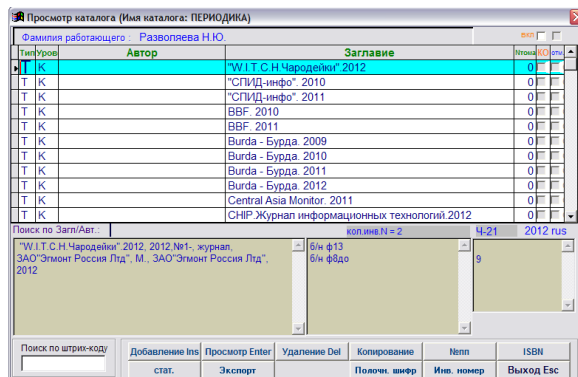 Просмотр каталога (Имя каталога: ПЕРИОДИКА)
Фамилия работающего : Разволяева Н.Ю. вкл
Тип Уров Автор Заглавие Nтома КО отм.
Т К "W.I.T.C.H.Чародейки".2012 0
Т К "СПИД-инфо". 2010 0
Т К "СПИД-инфо". 2011 0
Т К BBF. 2010 0
Т К BBF. 2011 0
Т К Burda - Бурда. 2009 0
Т К Burda - Бурда. 2010 0
Т К Burda - Бурда. 2011 0
Т К Burda - Бурда. 2012 0
Т К Central Asia Monitor. 2011 0
Т К CHIP.Журнал информационных технологий.2012 0
Поиск по Загл/Авт.: кол.инв.N = 2 Ч-21 2012 rus
"W.I.T.C.H.Чародейки".2012, 2012,№1-, журнал, б/н ф13
ЗАО"Эгмонт Россия Лтд", М., ЗАО"Эгмонт Россия Лтд", б/н ф8до 9
2012
Поиск по штрих-коду
Добавление Ins Просмотр Enter Удаление Del Копирование №пп ISBN
стат. Экспорт Полочн. шифр Инв. номер Выход Esc